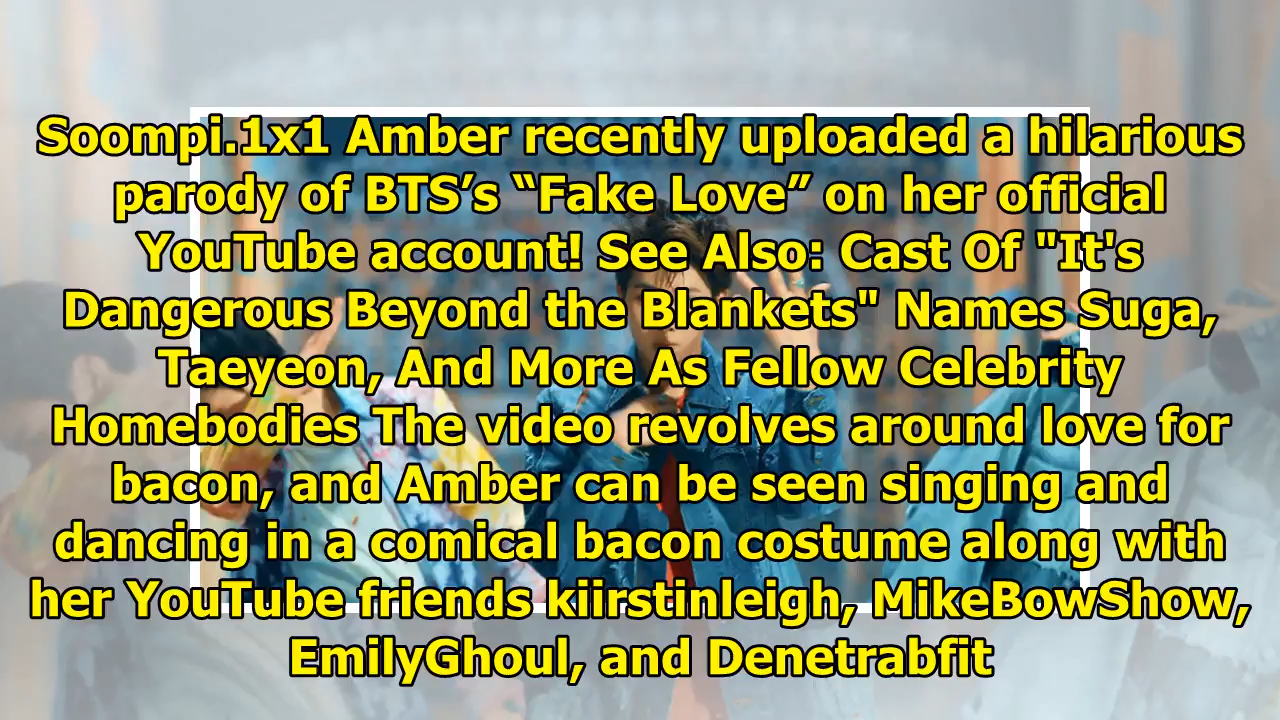 Soompi.1x1 Amber recently uploaded a hilarious
parody of BTS’s “Fake Love” on her official
YouTube account! See Also: Cast Of "It's
Dangerous Beyond the Blankets" Names Suga,
Taeyeon, And More As Fellow Celebrity
Homebodies The video revolves around love for
bacon, and Amber can be seen singing and
dancing in a comical bacon costume along with
her YouTube friends kiirstinleigh, MikeBowShow,
EmilyGhoul, and Denetrabfit